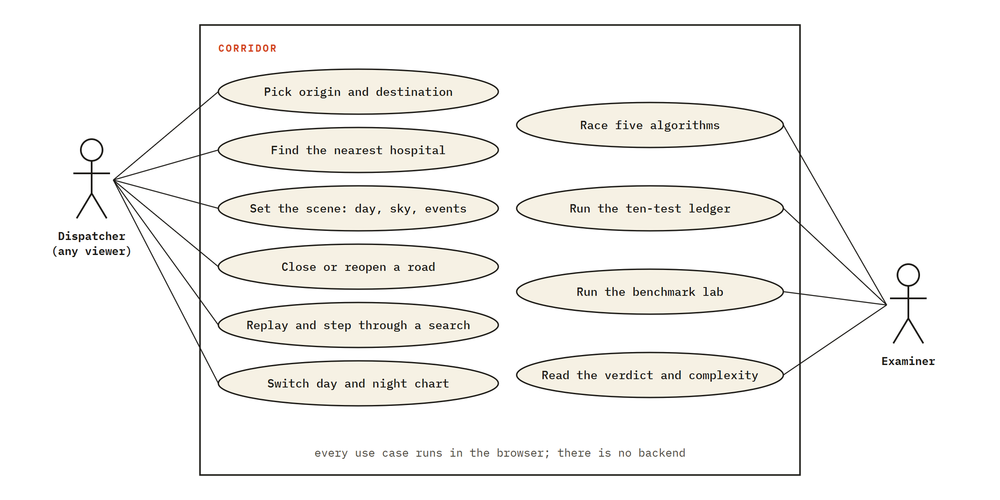 CORRIDOR
Pick origin and destination
Find the nearest hospital
Set the scene: day, sky, events
Close or reopen a road
Replay and step through a search
Switch day and night chart
Race five algorithms
Run the ten-test ledger
Run the benchmark lab
Read the verdict and complexity
Dispatcher
(any viewer)
Examiner
every use case runs in the browser; there is no backend